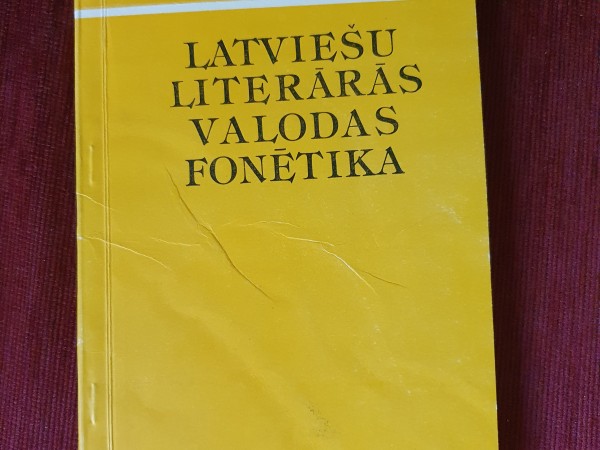 LATVIEŠU
LITERĀRĀS
VALODAS
FONĒTIKA